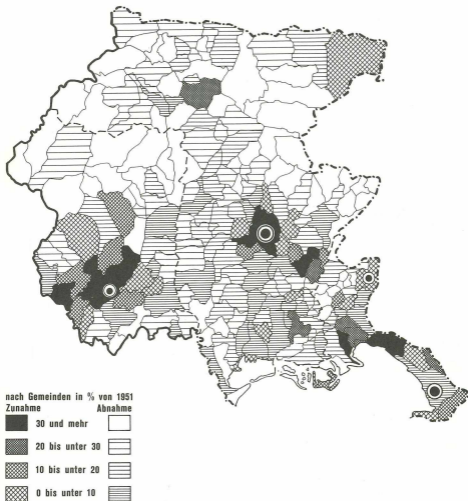 nach Gemeinden in % von 1951
Zunahme Abnahme
30 und mehr
20 bis unter 30
10 bis unter 20
0 bis unter 10